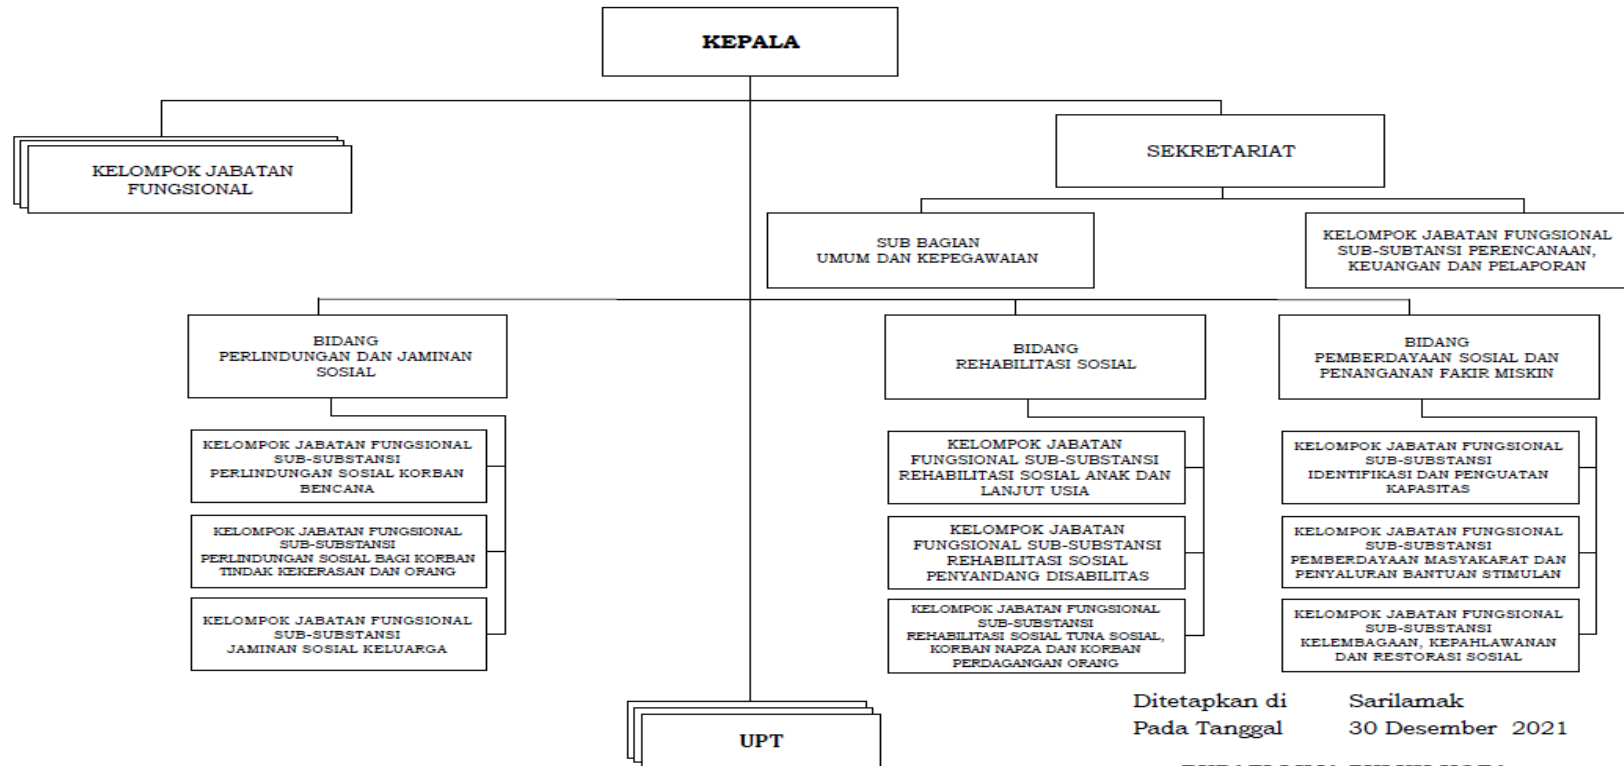 KEPALA
KELOMPOK JABATAN
FUNGSIONAL
SEKRETARIAT
SUB BAGIAN
UMUM DAN KEPEGAWAIAN
KELOMPOK JABATAN FUNGSIONAL
SUB-SUBTANSI PERENCANAAN,
KEUANGAN DAN PELAPORAN
BIDANG
PERLINDUNGAN DAN JAMINAN
SOSIAL
BIDANG
REHABILITASI SOSIAL
BIDANG
PEMBERDAYAAN SOSIAL DAN
PENANGANAN FAKIR MISKIN
KELOMPOK JABATAN FUNGSIONAL
SUB-SUBSTANSI
PERLINDUNGAN SOSIAL KORBAN
BENCANA
KELOMPOK JABATAN FUNGSIONAL
SUB-SUBSTANSI
PERLINDUNGAN SOSIAL BAGI KORBAN
TINDAK KEKERASAN DAN ORANG
KELOMPOK JABATAN FUNGSIONAL
SUB-SUBSTANSI
JAMINAN SOSIAL KELUARGA
KELOMPOK JABATAN
FUNGSIONAL SUB-SUBSTANSI
REHABILITASI SOSIAL ANAK DAN
LANJUT USIA
KELOMPOK JABATAN
FUNGSIONAL SUB-SUBSTANSI
REHABILITASI SOSIAL
PENYANDANG DISABILITAS
KELOMPOK JABATAN FUNGSIONAL
SUB-SUBSTANSI
REHABILITASI SOSIAL TUNA SOSIAL,
KORBAN NAPZA DAN KORBAN
PERDAGANGAN ORANG
KELOMPOK JABATAN FUNGSIONAL
SUB-SUBSTANSI
IDENTIFIKASI DAN PENGUATAN
KAPASITAS
KELOMPOK JABATAN FUNGSIONAL
SUB-SUBSTANSI
PEMBERDAYAAN MASYAKARAT DAN
PENYALURAN BANTUAN STIMULAN
KELOMPOK JABATAN FUNGSIONAL
SUB-SUBSTANSI
KELEMBAGAAN, KEPAHLAWANAN
DAN RESTORASI SOSIAL
UPT
Ditetapkan di Sarilamak
Pada Tanggal 30 Desember 2021